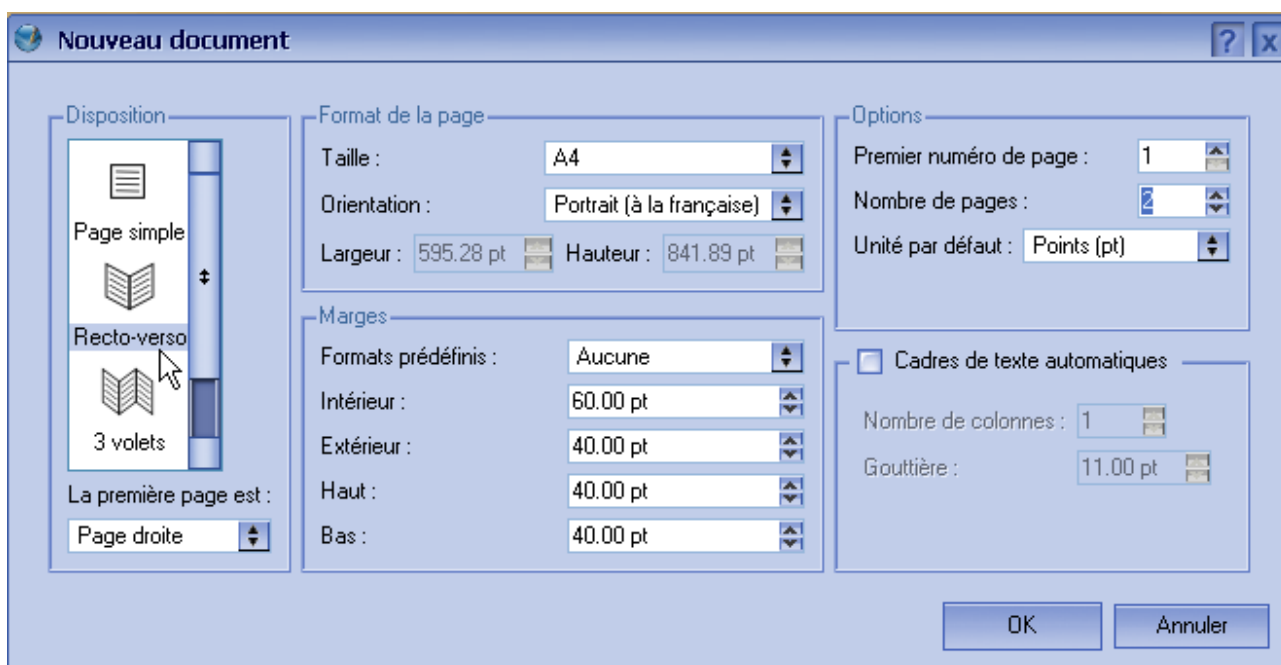 Nouveau document
Disposition
Page simple
Recto-verso
3 volets
La première page est :
Page droite
Format de la page
Taille : A4
Orientation : Portrait (à la française)
Largeur : 595.28 pt Hauteur : 841.89 pt
Marges
Formats prédéfinis : Aucune
Intérieur : 60.00 pt
Extérieur : 40.00 pt
Haut : 40.00 pt
Bas : 40.00 pt
Options
Premier numéro de page : 1
Nombre de pages : 2
Unité par défaut : Points (pt)
Cadres de texte automatiques
Nombre de colonnes : 1
Gouttière : 11.00 pt
OK Annuler